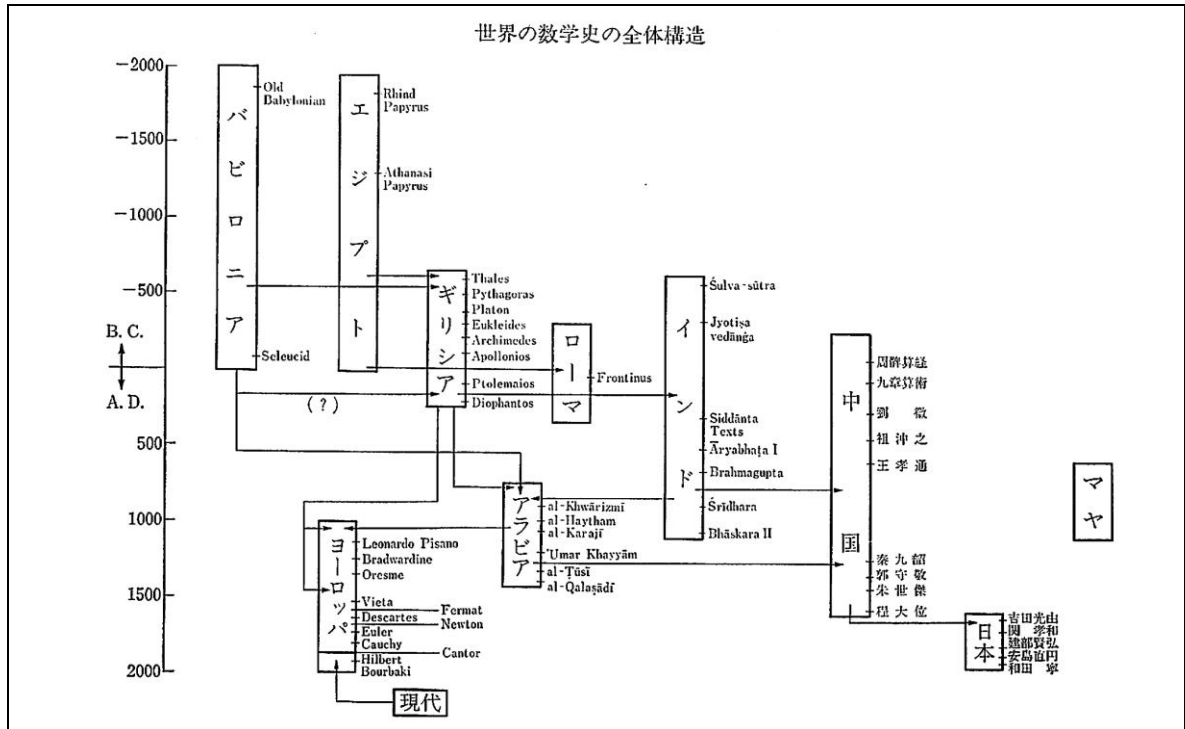 世界の数学史の全体構造
-2000
-1500
-1000
-500
B. C.
A. D.
500
1000
1500
2000
バビロニア
Old
Babylonian
Seleucid
エジプト
Rhind
Papyrus
Athanasi
Papyrus
(?)
ギリシア
Thales
Pythagoras
Platon
Eukleides
Archimedes
Apollonios
Ptolemaios
Diophantos
ローマ
Frontinus
インド
Śulva-sūtra
Jyotiṣa
vedāṅga
Siddānta
Texts
Āryabhaṭa I
Brahmagupta
Śrīdhara
Bhāskara II
中国
周髀算経
九章算術
劉徽
祖沖之
王孝通
秦九韶
郭守敬
朱世傑
程大位
マヤ
アラビア
al-Khwārizmī
al-Haytham
al-Karajī
'Umar Khayyām
al-Ṭūsī
al-Qalaṣādī
ヨーロッパ
Leonardo Pisano
Bradwardine
Oresme
Vieta
Fermat
Descartes
Newton
Euler
Cauchy
Cantor
Hilbert
Bourbaki
現代
日本
吉田光由
関孝和
建部賢弘
安島直円
和田寧